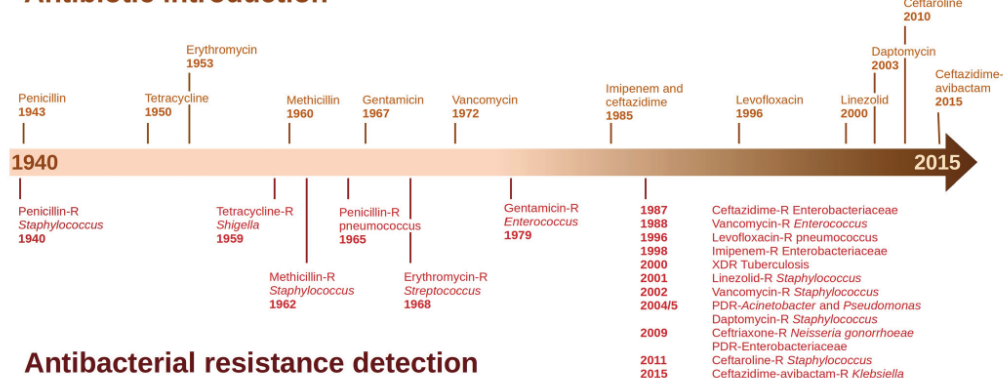 Antibiotic introduction
Ceftaroline
2010
Erythromycin
1953
Daptomycin
2003
Ceftazidime-
avibactam
2015
Penicillin
1943
Tetracycline
1950
Methicillin
1960
Gentamicin
1967
Vancomycin
1972
Imipenem and
ceftazidime
1985
Levofloxacin
1996
Linezolid
2000
1940
2015
Penicillin-R
Staphylococcus
1940
Tetracycline-R
Shigella
1959
Methicillin-R
Staphylococcus
1962
Penicillin-R
pneumococcus
1965
Erythromycin-R
Streptococcus
1968
Gentamicin-R
Enterococcus
1979
1987 Ceftazidime-R Enterobacteriaceae
1988 Vancomycin-R Enterococcus
1996 Levofloxacin-R pneumococcus
1998 Imipenem-R Enterobacteriaceae
2000 XDR Tuberculosis
2001 Linezolid-R Staphylococcus
2002 Vancomycin-R Staphylococcus
2004/5 PDR-Acinetobacter and Pseudomonas
Daptomycin-R Staphylococcus
2009 Ceftriaxone-R Neisseria gonorrhoeae
PDR-Enterobacteriaceae
2011 Ceftaroline-R Staphylococcus
2015 Ceftazidime-avibactam-R Klebsiella
Antibacterial resistance detection